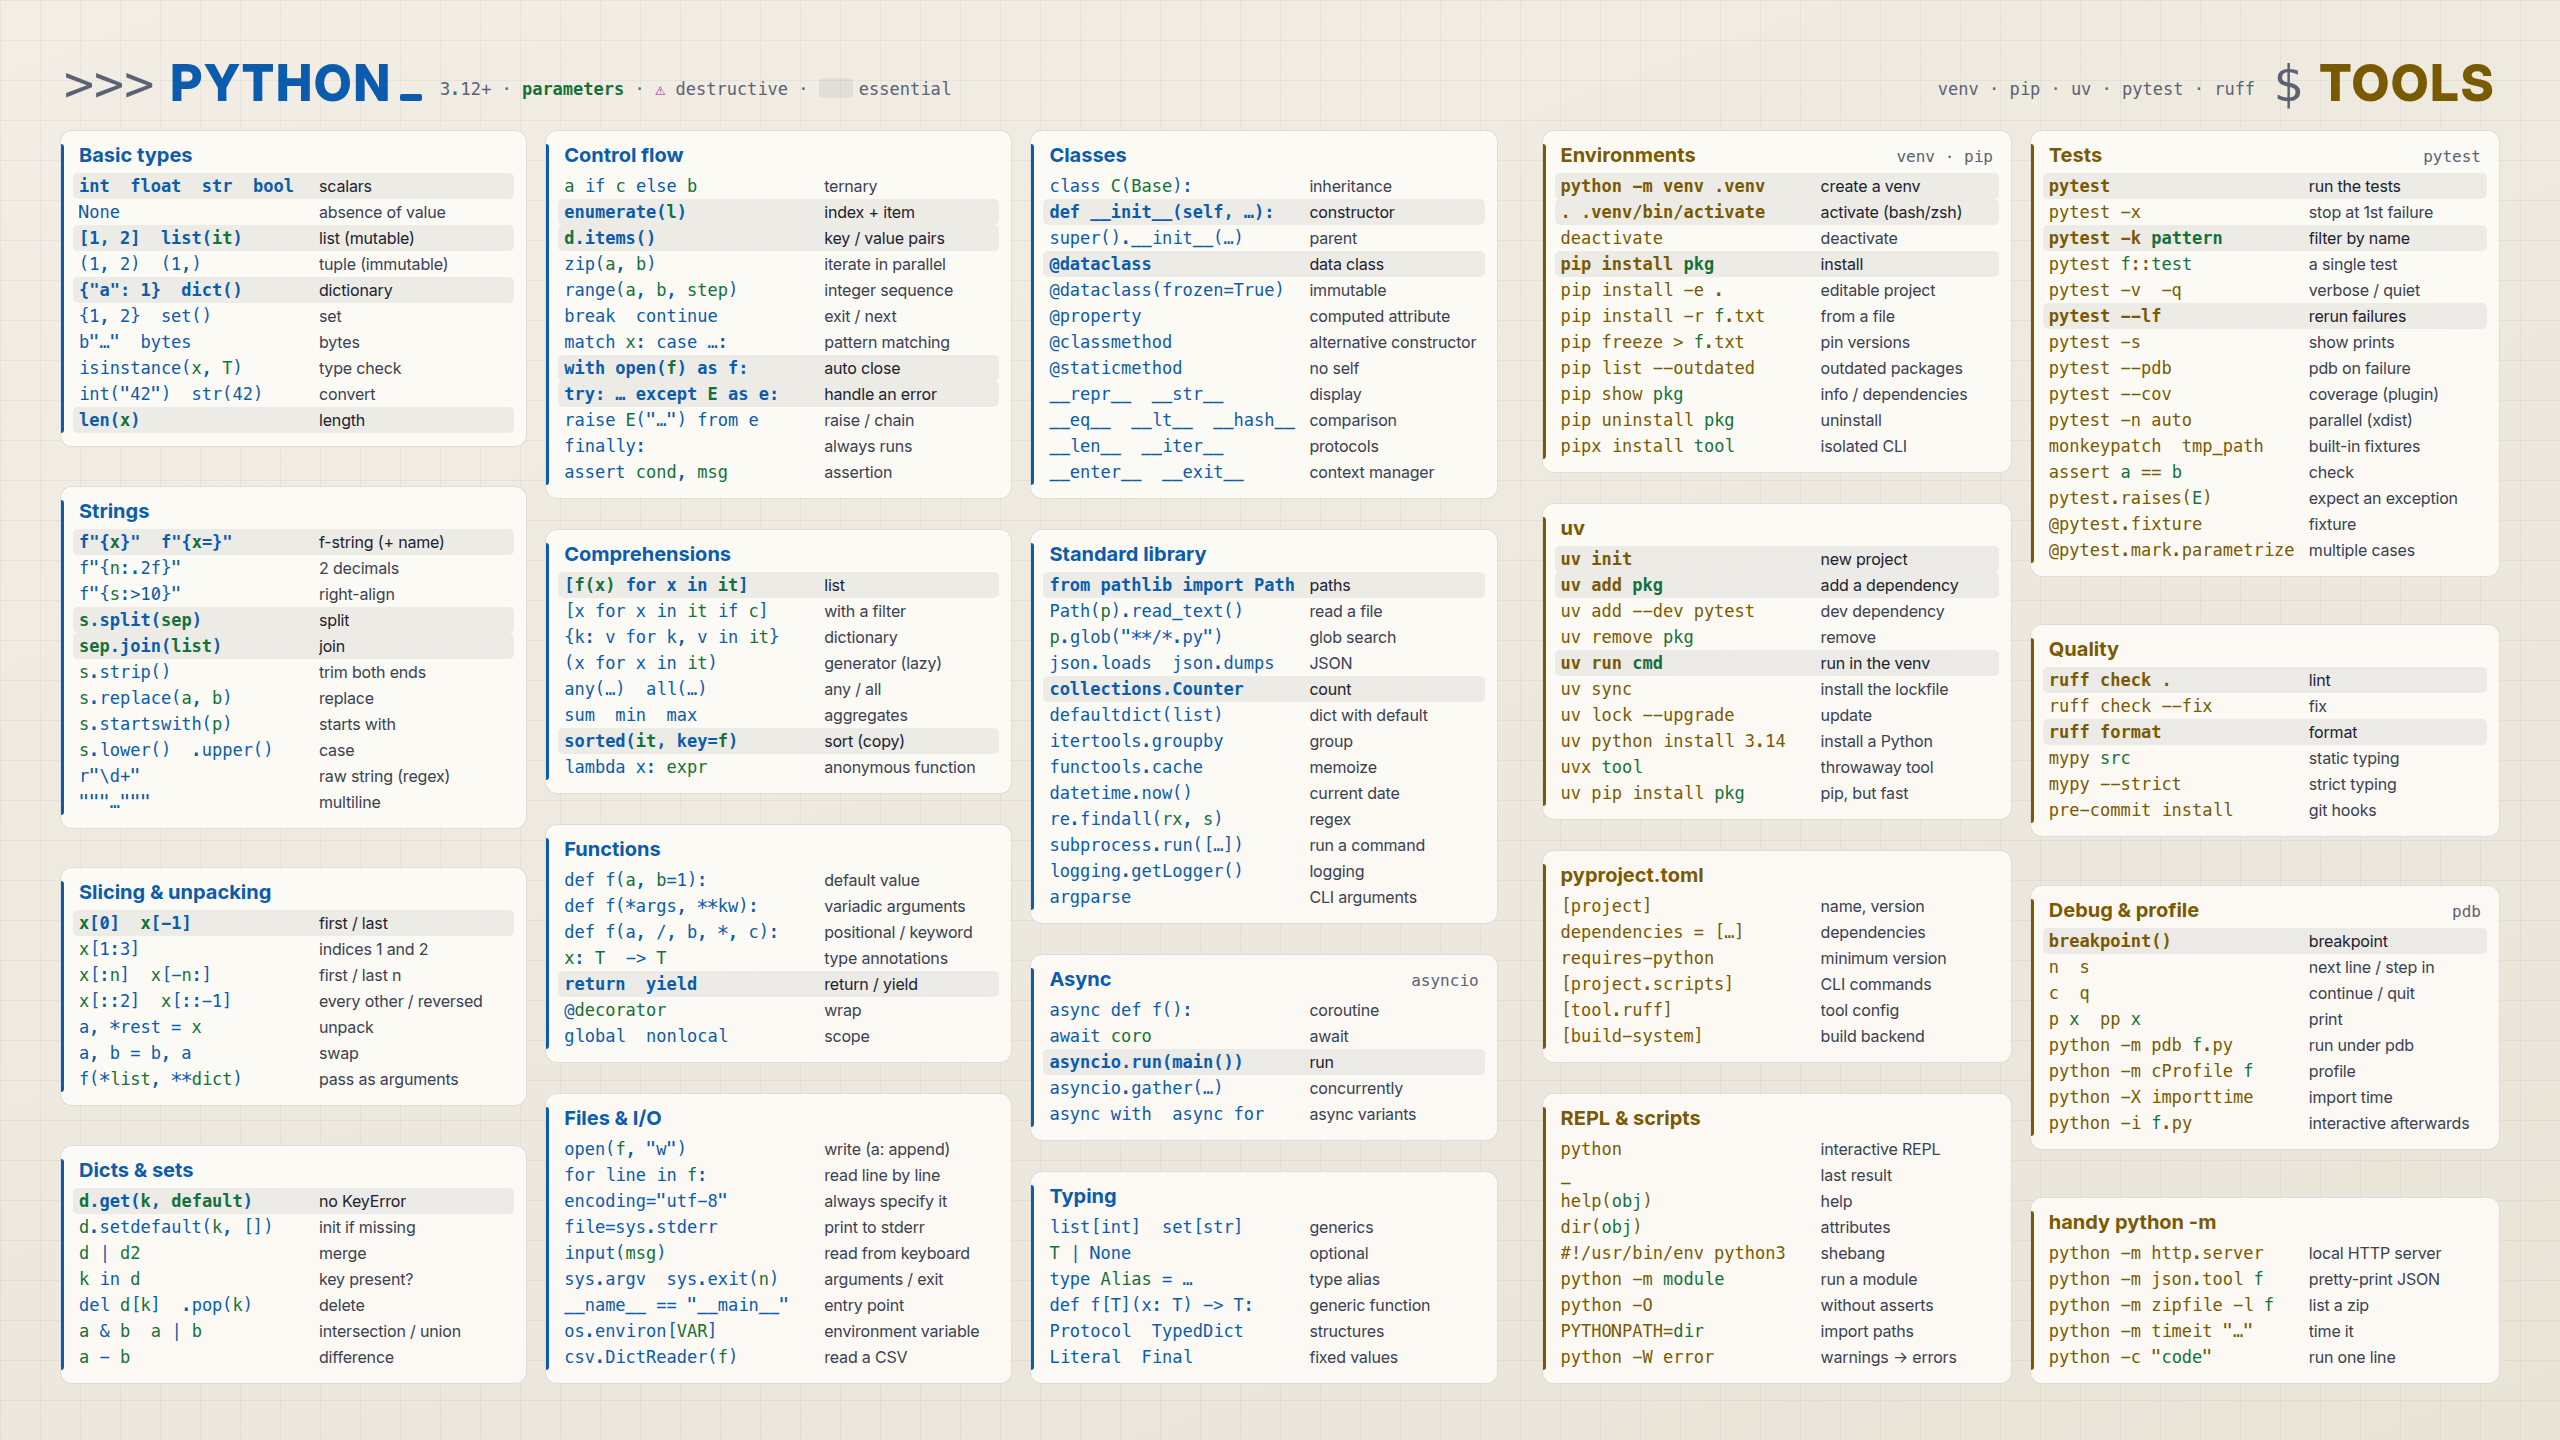 >>> PYTHON_ 3.12+ · parameters · ⚠ destructive · essential
venv · pip · uv · pytest · ruff $ TOOLS
Basic types
int float str bool scalars
None absence of value
[1, 2] list(it) list (mutable)
(1, 2) (1,) tuple (immutable)
{"a": 1} dict() dictionary
{1, 2} set() set
b"…" bytes bytes
isinstance(x, T) type check
int("42") str(42) convert
len(x) length
Strings
f"{x}" f"{x=}" f-string (+ name)
f"{n:.2f}" 2 decimals
f"{s:>10}" right-align
s.split(sep) split
sep.join(list) join
s.strip() trim both ends
s.replace(a, b) replace
s.startswith(p) starts with
s.lower() .upper() case
r"\d+" raw string (regex)
"""…""" multiline
Slicing & unpacking
x[0] x[-1] first / last
x[1:3] indices 1 and 2
x[:n] x[-n:] first / last n
x[::2] x[::-1] every other / reversed
a, *rest = x unpack
a, b = b, a swap
f(*list, **dict) pass as arguments
Dicts & sets
d.get(k, default) no KeyError
d.setdefault(k, []) init if missing
d | d2 merge
k in d key present?
del d[k] .pop(k) delete
a & b a | b intersection / union
a - b difference
Control flow
a if c else b ternary
enumerate(l) index + item
d.items() key / value pairs
zip(a, b) iterate in parallel
range(a, b, step) integer sequence
break continue exit / next
match x: case …: pattern matching
with open(f) as f: auto close
try: … except E as e: handle an error
raise E("…") from e raise / chain
finally: always runs
assert cond, msg assertion
Comprehensions
[f(x) for x in it] list
[x for x in it if c] with a filter
{k: v for k, v in it} dictionary
(x for x in it) generator (lazy)
any(…) all(…) any / all
sum min max aggregates
sorted(it, key=f) sort (copy)
lambda x: expr anonymous function
Functions
def f(a, b=1): default value
def f(*args, **kw): variadic arguments
def f(a, /, b, *, c): positional / keyword
x: T -> T type annotations
return yield return / yield
@decorator wrap
global nonlocal scope
Files & I/O
open(f, "w") write (a: append)
for line in f: read line by line
encoding="utf-8" always specify it
file=sys.stderr print to stderr
input(msg) read from keyboard
sys.argv sys.exit(n) arguments / exit
__name__ == "__main__" entry point
os.environ[VAR] environment variable
csv.DictReader(f) read a CSV
Classes
class C(Base): inheritance
def __init__(self, …): constructor
super().__init__(…) parent
@dataclass data class
@dataclass(frozen=True) immutable
@property computed attribute
@classmethod alternative constructor
@staticmethod no self
__repr__ __str__ display
__eq__ __lt__ __hash__ comparison
__len__ __iter__ protocols
__enter__ __exit__ context manager
Standard library
from pathlib import Path paths
Path(p).read_text() read a file
p.glob("**/*.py") glob search
json.loads json.dumps JSON
collections.Counter count
defaultdict(list) dict with default
itertools.groupby group
functools.cache memoize
datetime.now() current date
re.findall(rx, s) regex
subprocess.run([…]) run a command
logging.getLogger() logging
argparse CLI arguments
Async asyncio
async def f(): coroutine
await coro await
asyncio.run(main()) run
asyncio.gather(…) concurrently
async with async for async variants
Typing
list[int] set[str] generics
T | None optional
type Alias = … type alias
def f[T](x: T) -> T: generic function
Protocol TypedDict structures
Literal Final fixed values
Environments venv · pip
python -m venv .venv create a venv
. .venv/bin/activate activate (bash/zsh)
deactivate deactivate
pip install pkg install
pip install -e . editable project
pip install -r f.txt from a file
pip freeze > f.txt pin versions
pip list --outdated outdated packages
pip show pkg info / dependencies
pip uninstall pkg uninstall
pipx install tool isolated CLI
uv
uv init new project
uv add pkg add a dependency
uv add --dev pytest dev dependency
uv remove pkg remove
uv run cmd run in the venv
uv sync install the lockfile
uv lock --upgrade update
uv python install 3.14 install a Python
uvx tool throwaway tool
uv pip install pkg pip, but fast
pyproject.toml
[project] name, version
dependencies = […] dependencies
requires-python minimum version
[project.scripts] CLI commands
[tool.ruff] tool config
[build-system] build backend
REPL & scripts
python interactive REPL
_ last result
help(obj) help
dir(obj) attributes
#!/usr/bin/env python3 shebang
python -m module run a module
python -O without asserts
PYTHONPATH=dir import paths
python -W error warnings → errors
Tests pytest
pytest run the tests
pytest -x stop at 1st failure
pytest -k pattern filter by name
pytest f::test a single test
pytest -v -q verbose / quiet
pytest --lf rerun failures
pytest -s show prints
pytest --pdb pdb on failure
pytest --cov coverage (plugin)
pytest -n auto parallel (xdist)
monkeypatch tmp_path built-in fixtures
assert a == b check
pytest.raises(E) expect an exception
@pytest.fixture fixture
@pytest.mark.parametrize multiple cases
Quality
ruff check . lint
ruff check --fix fix
ruff format format
mypy src static typing
mypy --strict strict typing
pre-commit install git hooks
Debug & profile pdb
breakpoint() breakpoint
n s next line / step in
c q continue / quit
p x pp x print
python -m pdb f.py run under pdb
python -m cProfile f profile
python -X importtime import time
python -i f.py interactive afterwards
handy python -m
python -m http.server local HTTP server
python -m json.tool f pretty-print JSON
python -m zipfile -l f list a zip
python -m timeit "…" time it
python -c "code" run one line